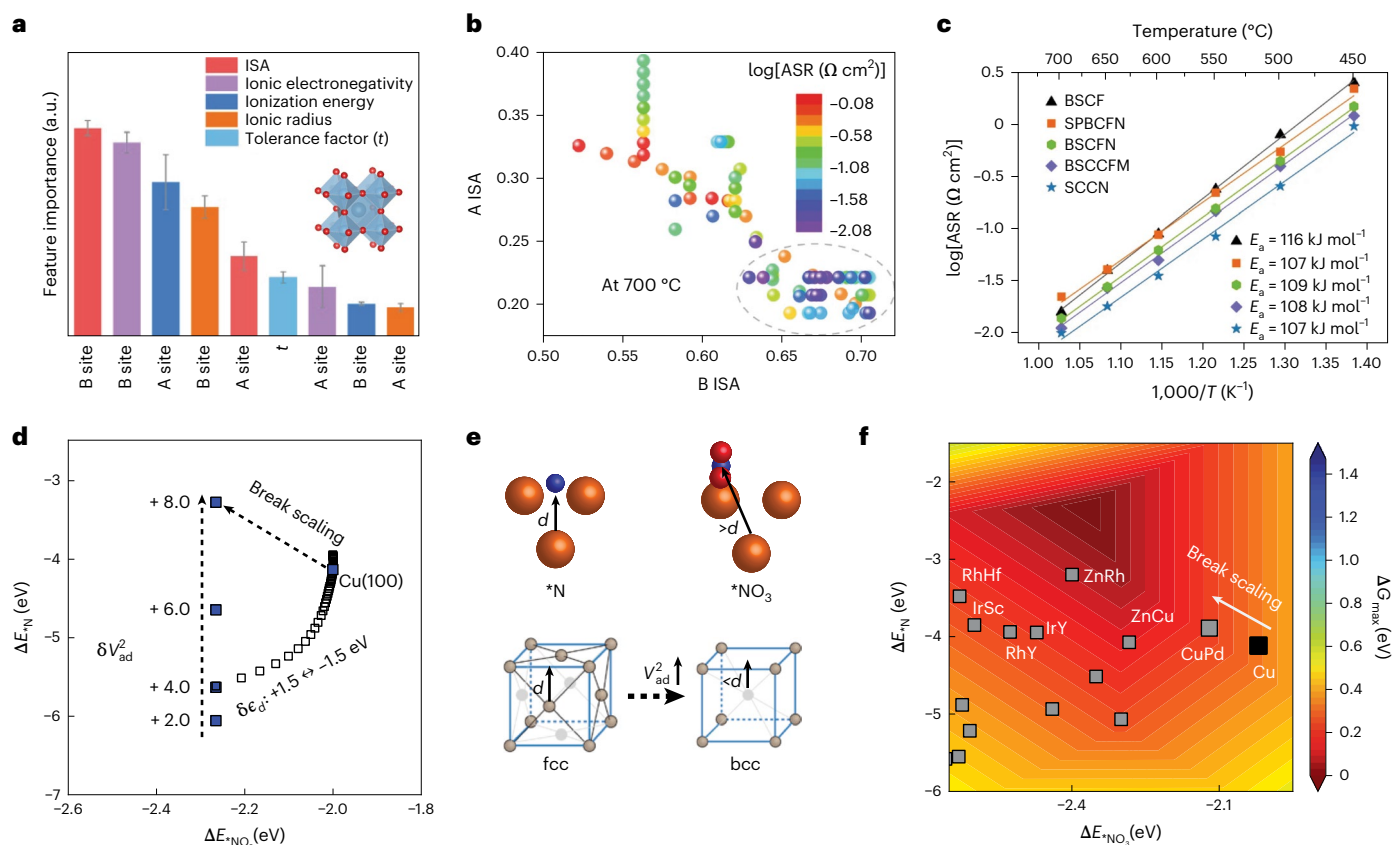 a
Feature importance (a.u.)
ISA
Ionic electronegativity
Ionization energy
Ionic radius
Tolerance factor (t)
B site
B site
A site
B site
A site
t
A site
B site
A site
b
A ISA
0.40
0.35
0.30
0.25
0.20
log[ASR (Ω cm²)]
−0.08
−0.58
−1.08
−1.58
−2.08
At 700 °C
0.50 0.55 0.60 0.65 0.70
B ISA
c
Temperature (°C)
700 650 600 550 500 450
log[ASR (Ω cm²)]
0.5
0
−0.5
−1.0
−1.5
−2.0
BSCF
SPBCFN
BSCFN
BSCCFM
SCCN
Eₐ = 116 kJ mol⁻¹
Eₐ = 107 kJ mol⁻¹
Eₐ = 109 kJ mol⁻¹
Eₐ = 108 kJ mol⁻¹
Eₐ = 107 kJ mol⁻¹
1.00 1.05 1.10 1.15 1.20 1.25 1.30 1.35 1.40
1,000/T (K⁻¹)
d
ΔE*N (eV)
−3
−4
−5
−6
−7
+ 8.0
+ 6.0
+ 4.0
+ 2.0
δV²ad
Break scaling
Cu(100)
δϵd: +1.5 ↔ −1.5 eV
−2.6 −2.4 −2.2 −2.0 −1.8
(eV)
e
d
*N
>d
*NO₃
d
fcc
V²ad
<d
bcc
f
ΔE*N (eV)
−2
−3
−4
−5
−6
RhHf
IrSc
RhY
IrY
ZnRh
ZnCu
CuPd
Cu
Break scaling
−2.4 −2.1
ΔE*NO₃ (eV)
1.4
1.2
1.0
0.8
0.6
0.4
0.2
0
ΔGmax (eV)